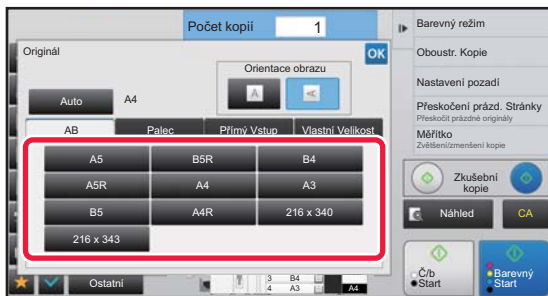 Počet kopií 1
Originál
OK
Orientace obrazu
A A
Auto A4
AB Palec Přímý Vstup Vlastní Velikost
A5 B5R B4
A5R A4 A3
B5 A4R 216 x 340
216 x 343
Ostatní
3 B4
4 A3
A4
Barevný režim
Oboustr. Kopie
Nastavení pozadí
Přeskočení prázd. Stránky
Přeskočit prázdné originály
Měřítko
Zvětšení/zmenšení kopie
Zkušební
kopie
Náhled CA
Č/b
Start
Barevný
Start